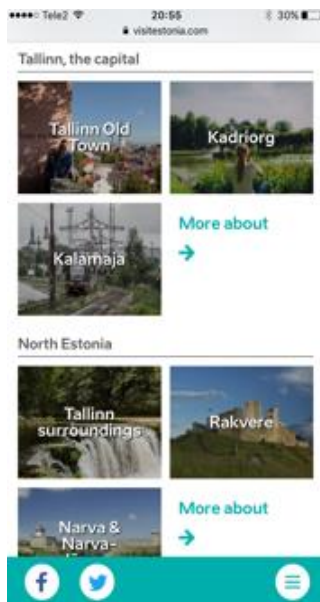 Tele2
20:55
30%
visitestonia.com
Tallinn, the capital
Tallinn Old
Town
Kadriorg
Kalamaja
More about
North Estonia
Tallinn
surroundings
Rakvere
Narva &
Narva-
More about